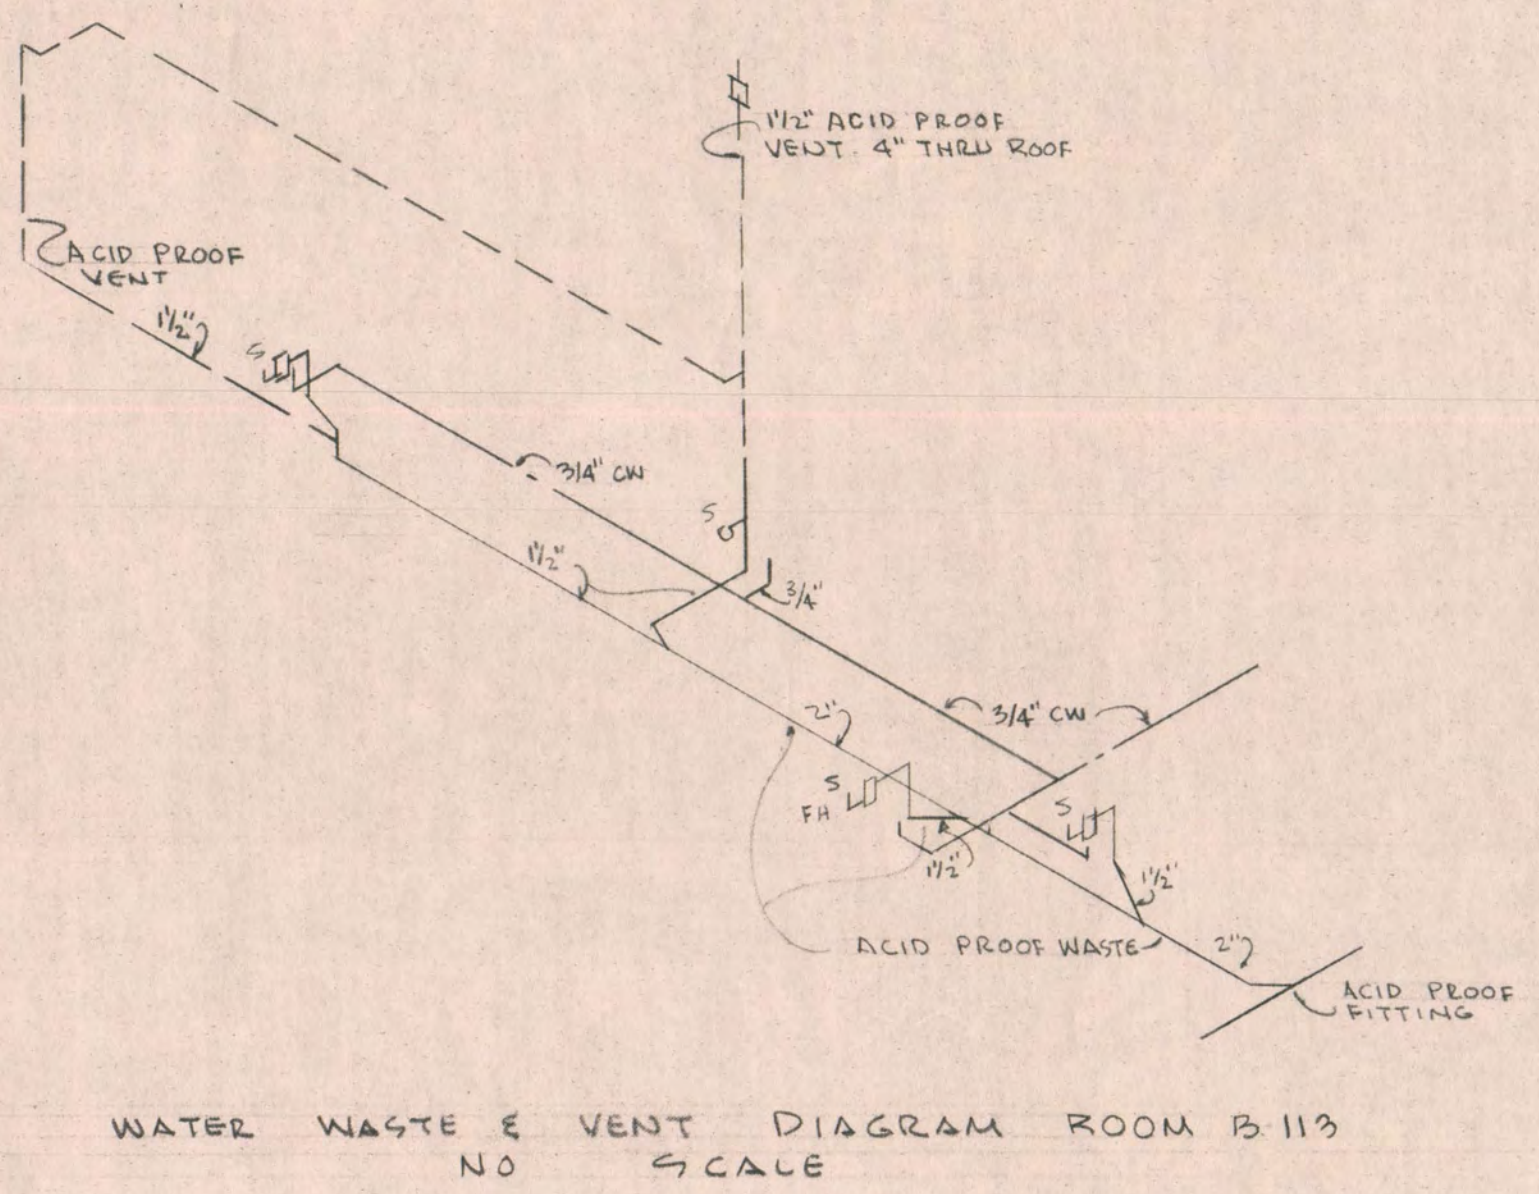 1 1/2" ACID PROOF
VENT 4" THRU ROOF
ACID PROOF
VENT
1 1/2"
S
3/4" CW
S
1 1/2"
3/4"
2"
3/4" CW
S
FH
S
1 1/2"
1 1/2"
ACID PROOF WASTE
2"
ACID PROOF
FITTING
WATER WASTE & VENT DIAGRAM ROOM B 113
NO SCALE